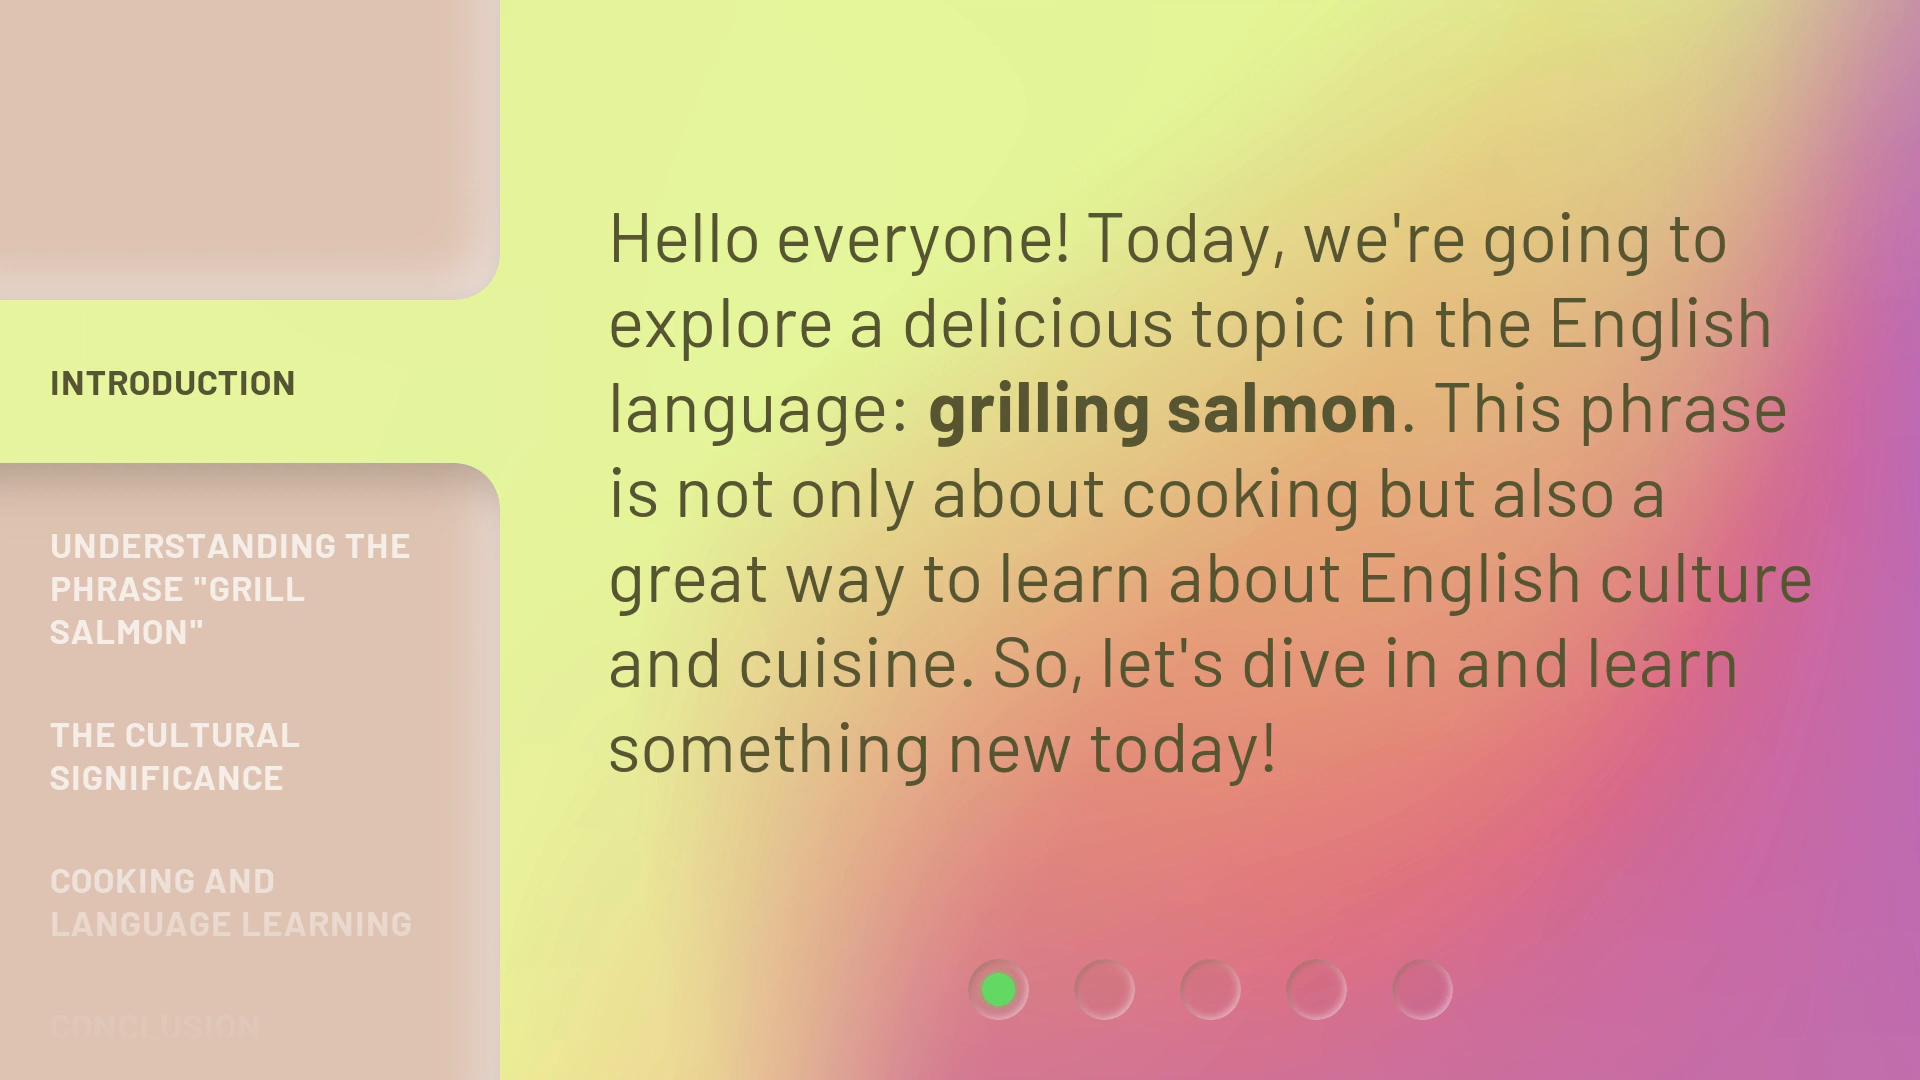 INTRODUCTION
UNDERSTANDING THE
PHRASE "GRILL
SALMON"
THE CULTURAL
SIGNIFICANCE
COOKING AND
LANGUAGE LEARNING
CONCLUSION
Hello everyone! Today, we're going to
explore a delicious topic in the English
language: grilling salmon. This phrase
is not only about cooking but also a
great way to learn about English culture
and cuisine. So, let's dive in and learn
something new today!